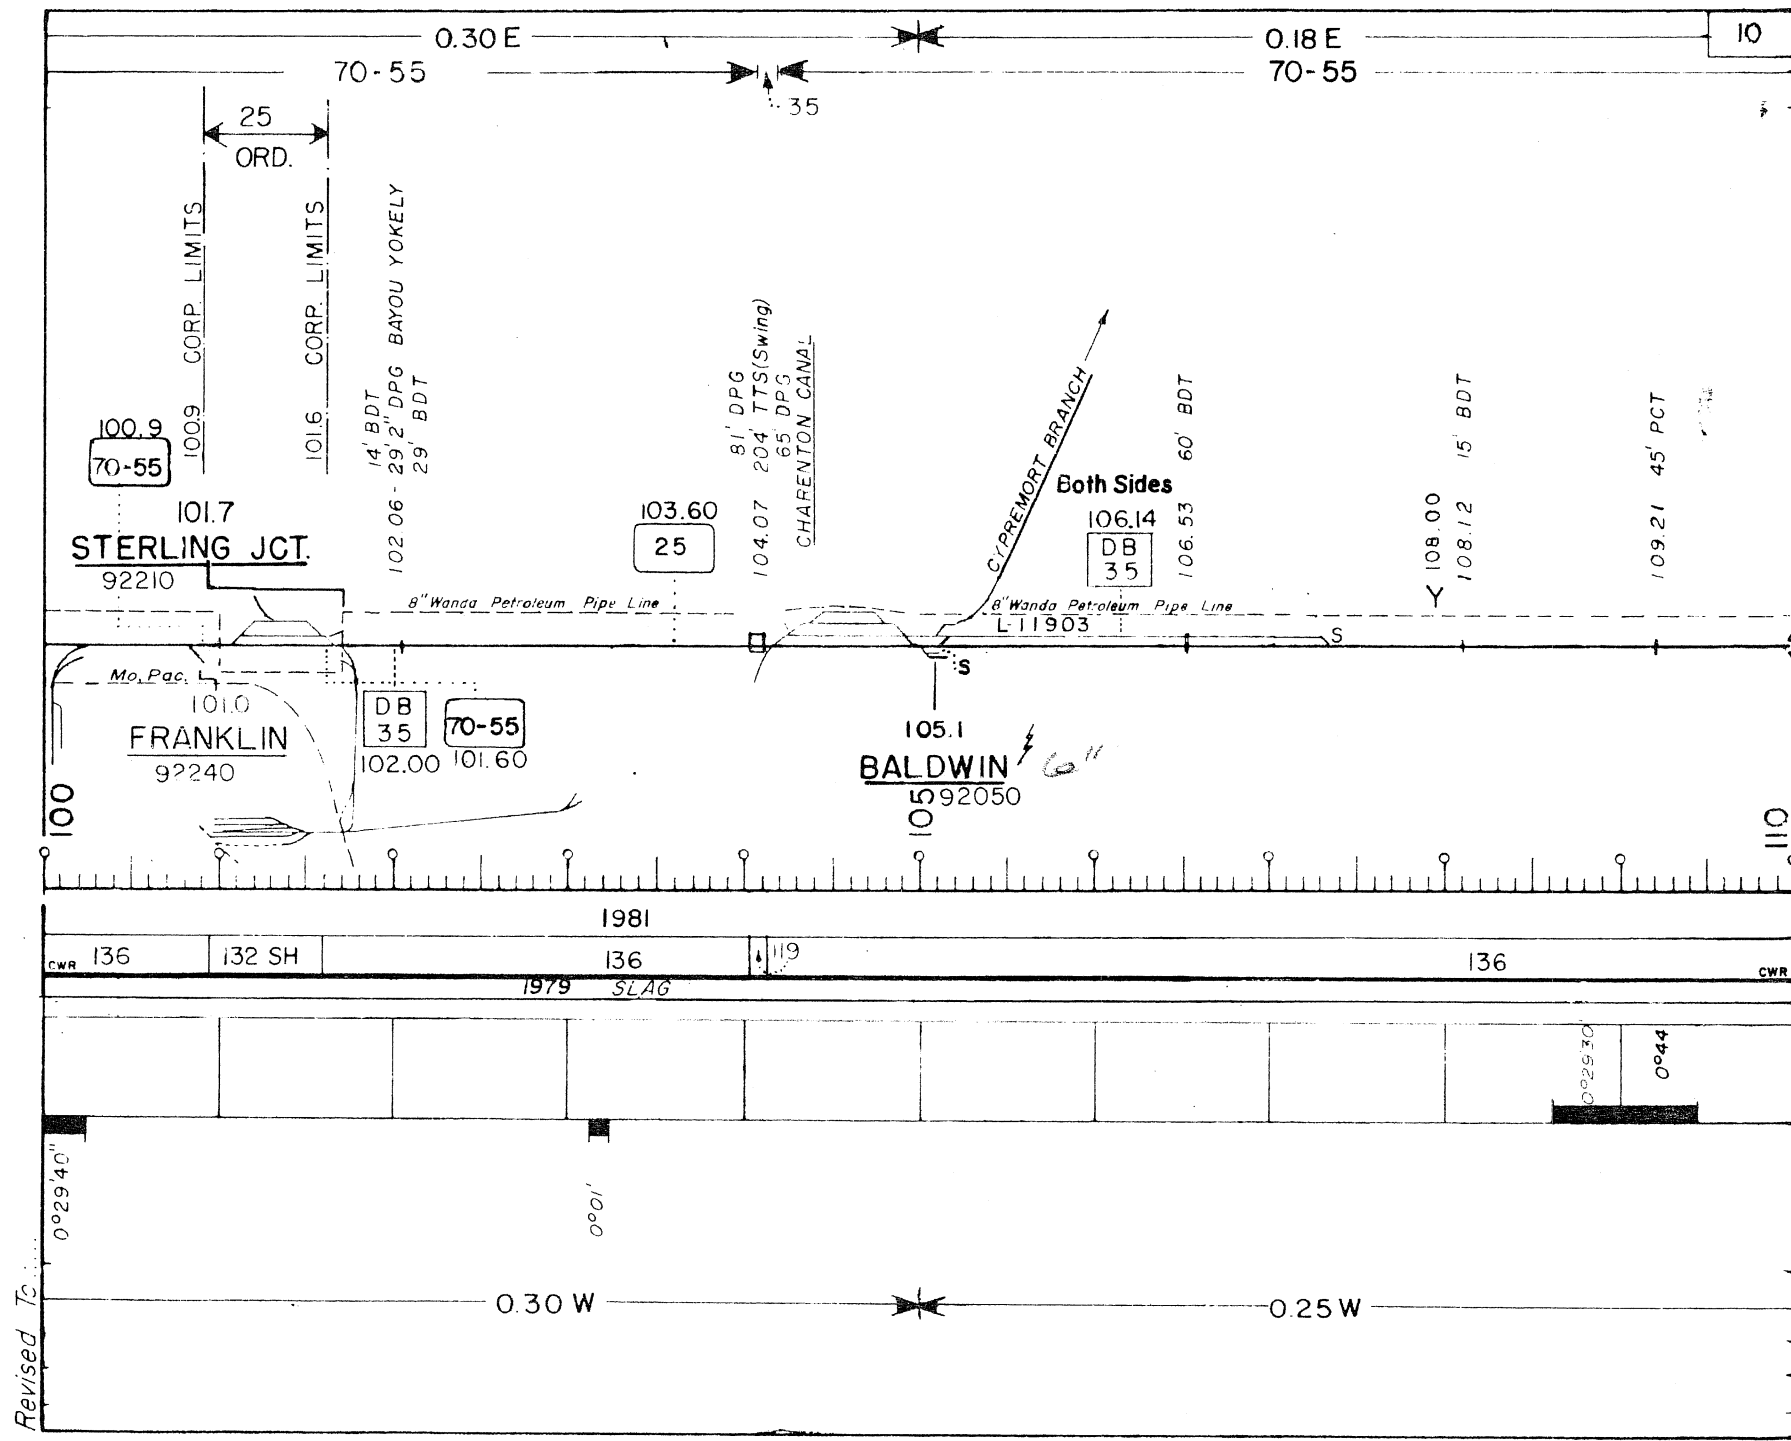 0.30 E
0.18 E
10
70-55
70-55
35
25
ORD.
100.9 CORP. LIMITS
101.6 CORP. LIMITS
14' BDT
102.06 - 29' 2" DPG BAYOU YOKELY
29' BDT
81' DPG
104.07 204' TTS(Swing)
65' DPG
CHARENTON CANAL
CYPREMORT BRANCH
106.53 60' BDT
108.12 15' BDT
109.21 45' PCT
100.9
70-55
101.7
STERLING JCT.
92210
103.60
25
Both Sides
106.14
DB
35
Y 108.00
8" Wanda Petroleum Pipe Line
8" Wanda Petroleum Pipe Line
L-11903
S
S
Mo. Pac.
101.0
FRANKLIN
92240
DB
35
102.00
70-55
101.60
105.1
BALDWIN
92050
6"
100
105
110
1981
CWR 136
132 SH
136
119
136
CWR
1979 SLAG
0°29'30"
0°44'
0°29'40"
0°01'
0.30 W
0.25 W
Revised To.....